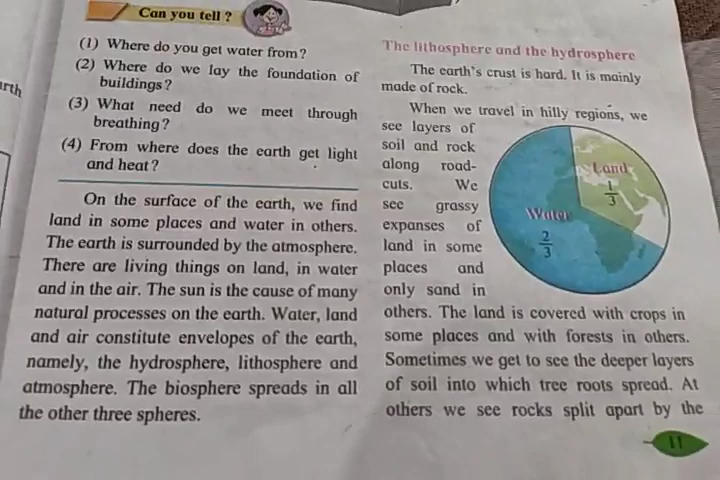 Can you tell ?
(1) Where do you get water from?
(2) Where do we lay the foundation of
buildings?
(3) What need do we meet through
breathing?
(4) From where does the earth get light
and heat?
On the surface of the earth, we find
land in some places and water in others.
The earth is surrounded by the atmosphere.
There are living things on land, in water
and in the air. The sun is the cause of many
natural processes on the earth. Water, land
and air constitute envelopes of the earth,
namely, the hydrosphere, lithosphere and
atmosphere. The biosphere spreads in all
the other three spheres.
The lithosphere and the hydrosphere
The earth's crust is hard. It is mainly
made of rock.
When we travel in hilly regions, we
see layers of
soil and rock
along road-
cuts. We
see grassy
expanses of
land in some
places and
only sand in
others. The land is covered with crops in
some places and with forests in others.
Sometimes we get to see the deeper layers
of soil into which tree roots spread. At
others we see rocks split apart by the
Land
1/3
Water
2/3
11